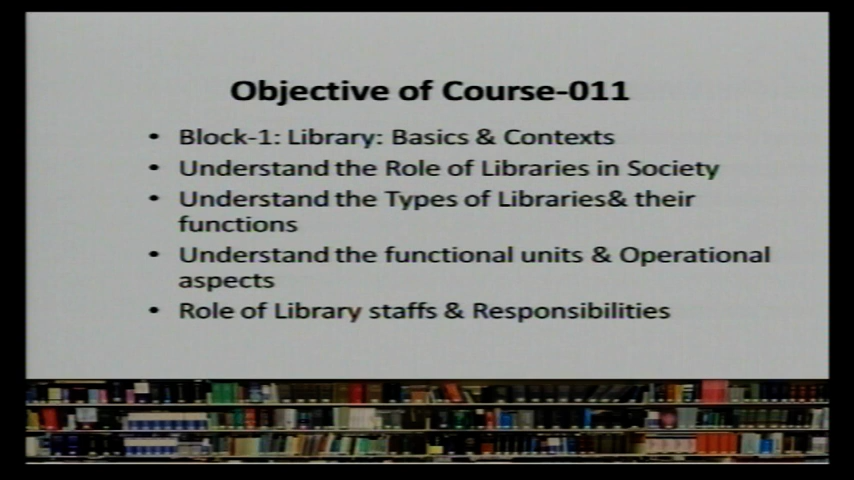 Objective of Course-011
• Block-1: Library: Basics & Contexts
• Understand the Role of Libraries in Society
• Understand the Types of Libraries& their
functions
• Understand the functional units & Operational
aspects
• Role of Library staffs & Responsibilities